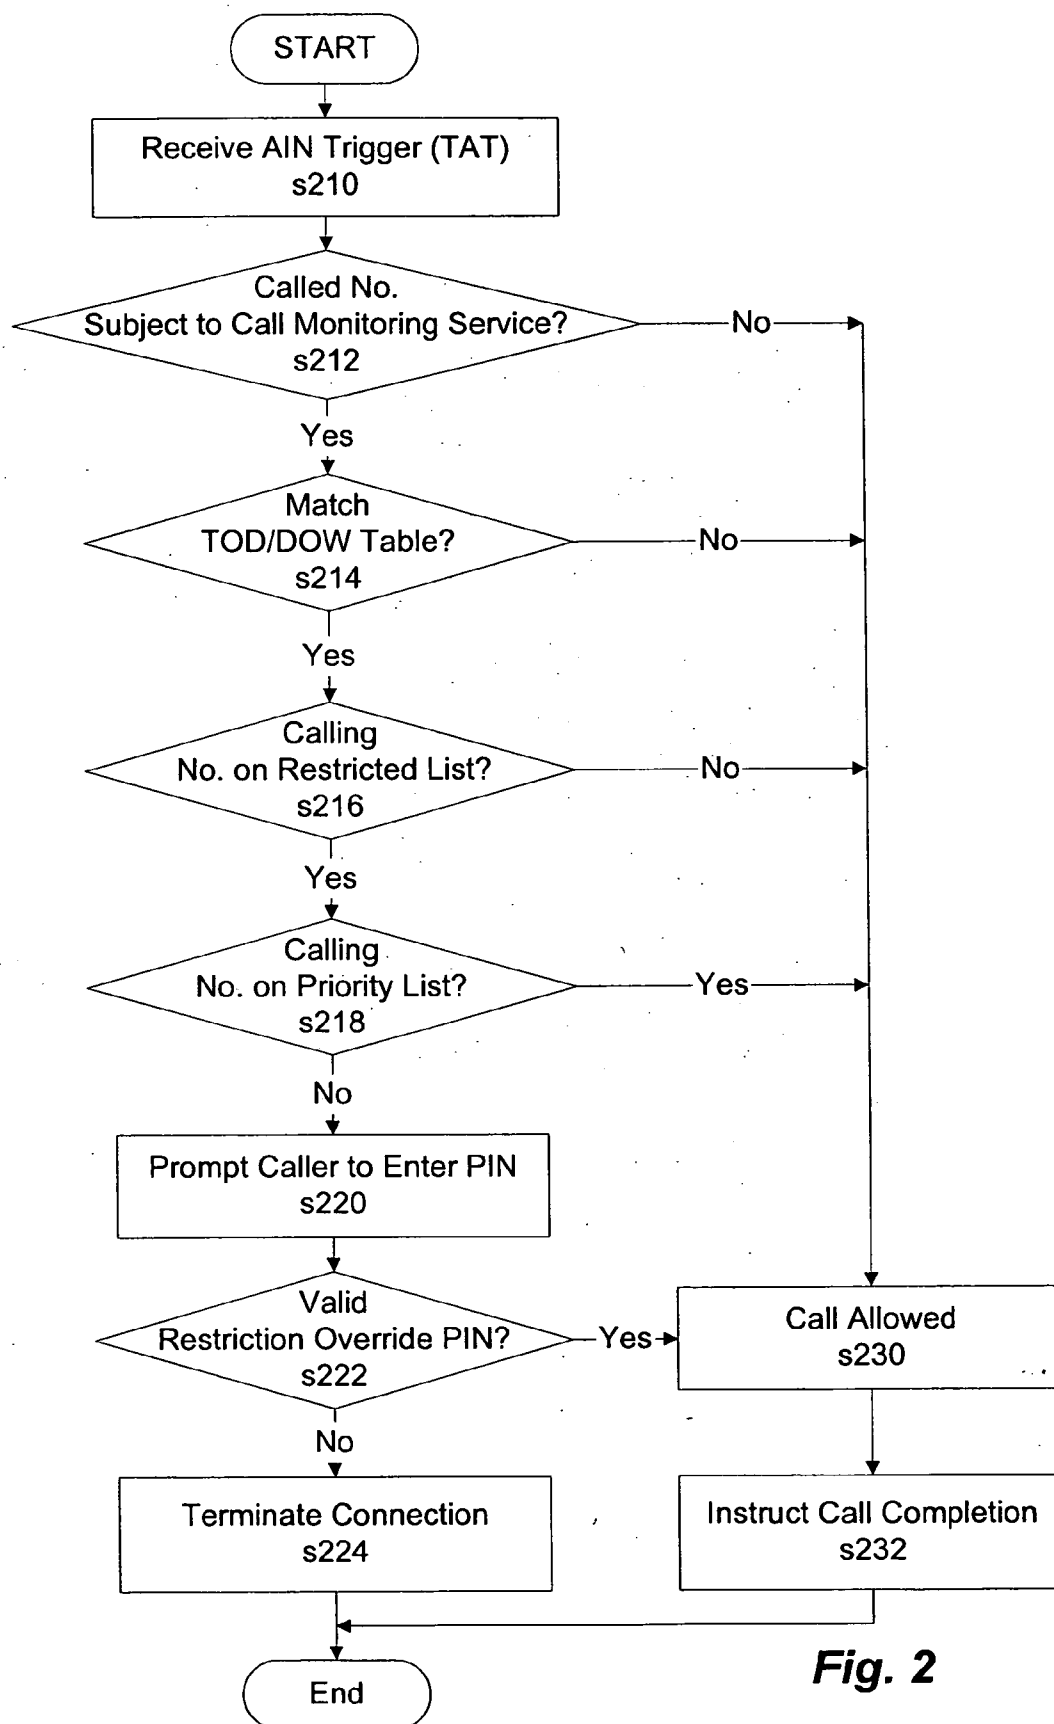 START
Receive AIN Trigger (TAT)
s210
Called No.
Subject to Call Monitoring Service?
s212
No
Yes
Match
TOD/DOW Table?
s214
No
Yes
Calling
No. on Restricted List?
s216
No
Yes
Calling
No. on Priority List?
s218
Yes
No
Prompt Caller to Enter PIN
s220
Valid
Restriction Override PIN?
s222
Yes
Call Allowed
s230
No
Terminate Connection
s224
Instruct Call Completion
s232
End
Fig. 2